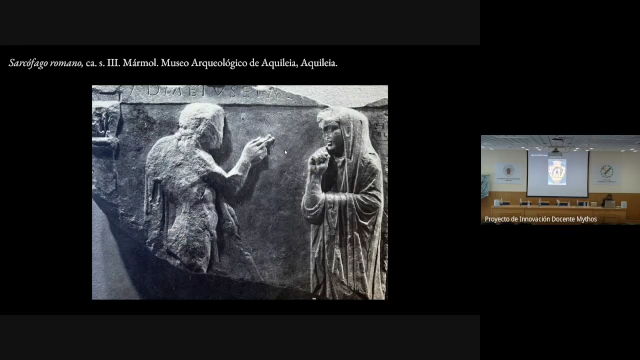 Sarcófago romano, ca. s. III. Mármol. Museo Arqueológico de Aquileia, Aquileia.
Proyecto de Innovación Docente Mythos